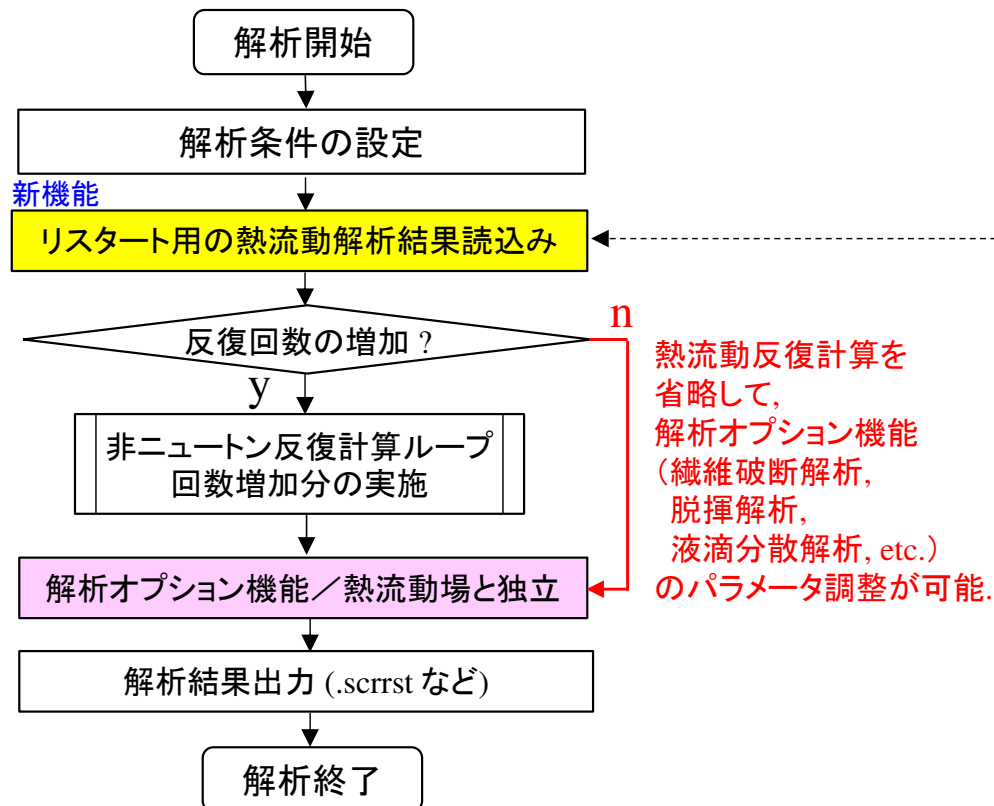 解析開始
解析条件の設定
新機能
リスタート用の熱流動解析結果読込み
反復回数の増加 ?
n
y
熱流動反復計算を
省略して,
解析オプション機能
（繊維破断解析,
脱揮解析,
液滴分散解析, etc.）
のパラメータ調整が可能.
非ニュートン反復計算ループ
回数増加分の実施
解析オプション機能／熱流動場と独立
解析結果出力 (.scrrst など)
解析終了